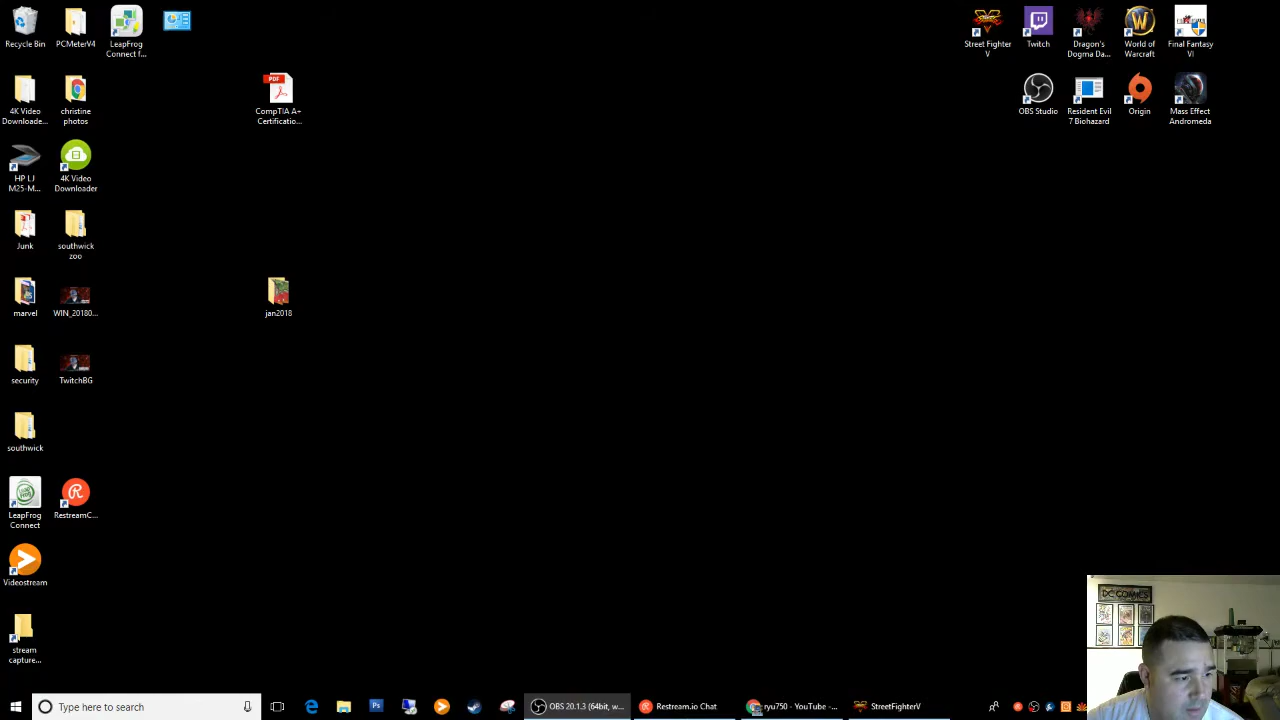 Recycle Bin
PCMeterV4
LeapFrog
Connect f...
Street Fighter
V
Twitch
Dragon's
Dogma Da...
World of
Warcraft
Final Fantasy
VI
4K Video
Downloade...
christine
photos
PDF
CompTIA A+
Certificatio...
OBS Studio
Resident Evil
7 Biohazard
Origin
Mass Effect
Andromeda
HP LJ
M25-M...
4K Video
Downloader
Junk
southwick
zoo
marvel
WIN_20180...
jan2018
security
TwitchBG
southwick
LeapFrog
Connect
RestreamC...
Videostream
stream
capture...
DC COMICS
Type here to search
OBS 20.1.3 (64bit, w...
Restream.io Chat
ryu750 - YouTube -...
StreetFighterV